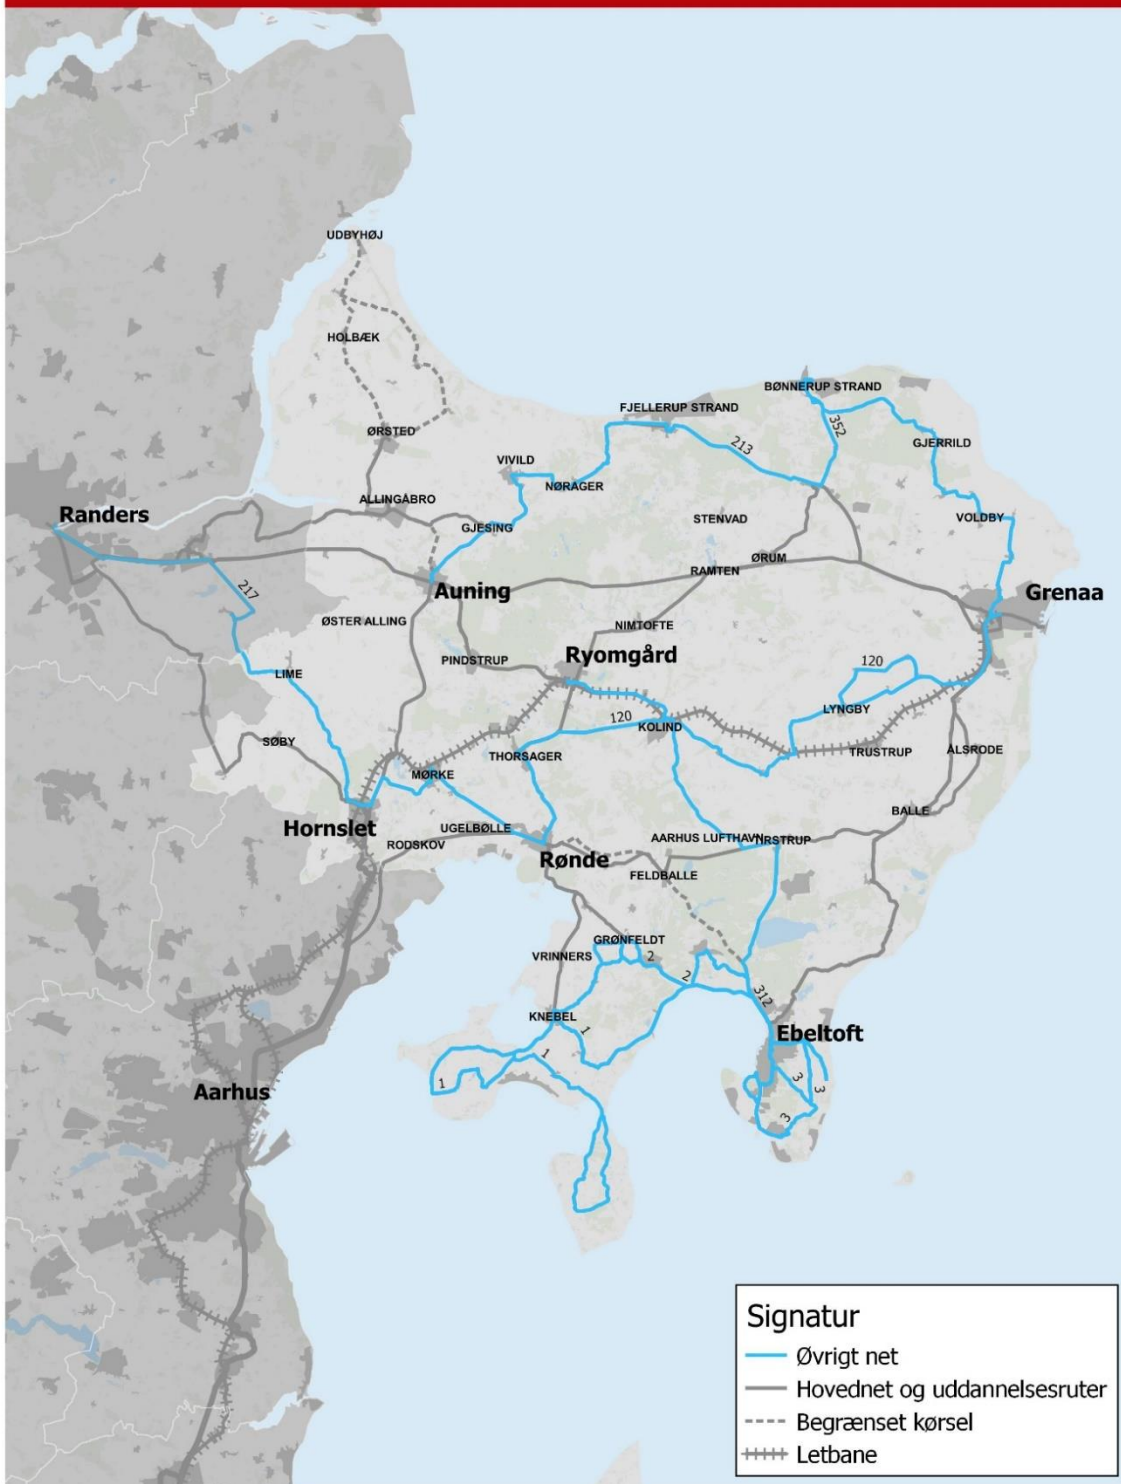 UDBYHØJ
HOLBÆK
BØNNERUP STRAND
FJELLERUP STRAND
352
ØRSTED
213
GJERRILD
VIVILD
NØRAGER
ALLINGÅBRO
Randers
STENVAD
VOLDBY
GJESING
ØRUM
RAMTEN
217
Auning
Grenaa
ØSTER ALLING
NIMTOFTE
Ryomgård
PINDSTRUP
120
LIME
LYNGBY
120
KOLIND
SØBY
THORSAGER
TRUSTRUP
ÅLSRODE
MØRKE
BALLE
Hornslet
UGELBØLLE
AARHUS LUFTHAVN
RODSKOV
Rønde
FELDBALLE
GRØNFELDT
VRINNERS
2
2
312
KNEBEL
1
Ebeltoft
1
1
3
3
Aarhus
3
Signatur
Øvrigt net
Hovednet og uddannelsesruter
Begrænset kørsel
Letbane